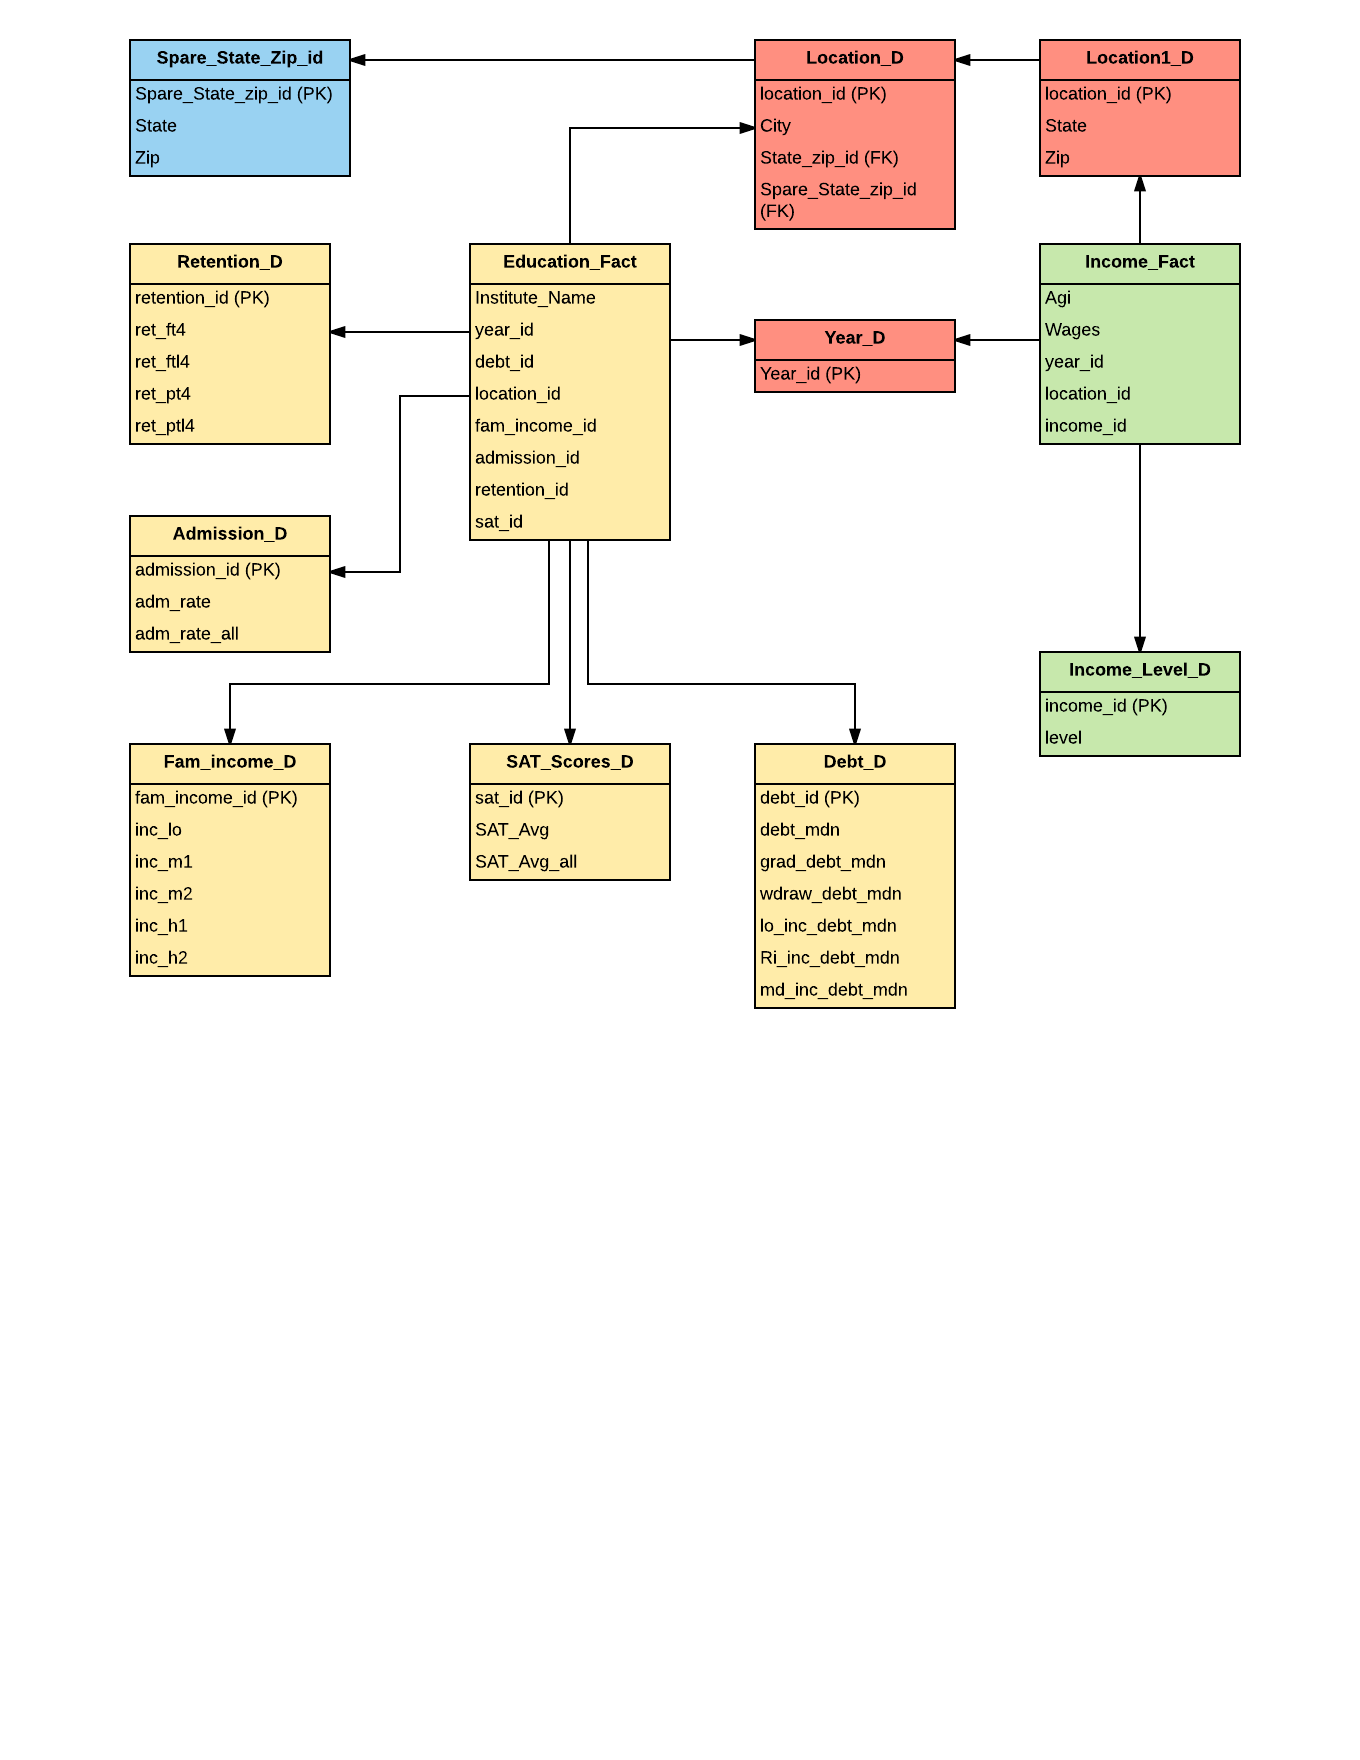 Spare_State_Zip_id
Spare_State_zip_id (PK)
State
Zip
Location_D
location_id (PK)
City
State_zip_id (FK)
Spare_State_zip_id
(FK)
Location1_D
location_id (PK)
State
Zip
Retention_D
retention_id (PK)
ret_ft4
ret_ftl4
ret_pt4
ret_ptl4
Education_Fact
Institute_Name
year_id
debt_id
location_id
fam_income_id
admission_id
retention_id
sat_id
Year_D
Year_id (PK)
Income_Fact
Agi
Wages
year_id
location_id
income_id
Admission_D
admission_id (PK)
adm_rate
adm_rate_all
Income_Level_D
income_id (PK)
level
Fam_income_D
fam_income_id (PK)
inc_lo
inc_m1
inc_m2
inc_h1
inc_h2
SAT_Scores_D
sat_id (PK)
SAT_Avg
SAT_Avg_all
Debt_D
debt_id (PK)
debt_mdn
grad_debt_mdn
wdraw_debt_mdn
lo_inc_debt_mdn
Ri_inc_debt_mdn
md_inc_debt_mdn